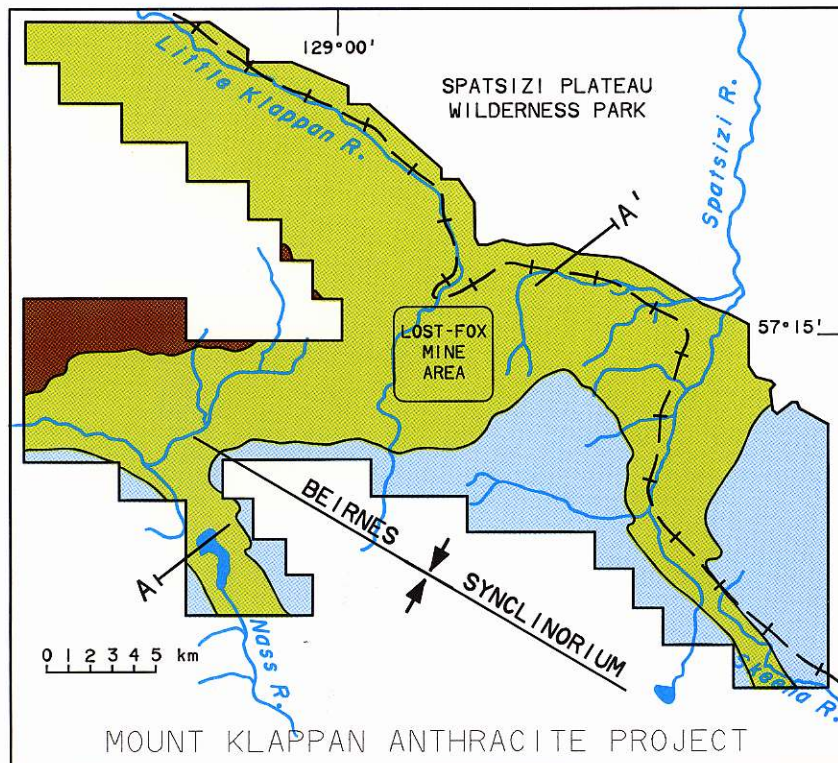 129°00'
Little Klappan R.
SPATSIZI PLATEAU
WILDERNESS PARK
Spatsizi R.
A'
57°15'
LOST-FOX
MINE
AREA
BEIRNES
SYNCLINORIUM
A
0 1 2 3 4 5 km
Nass R.
Skeena R.
MOUNT KLAPPAN ANTHRACITE PROJECT